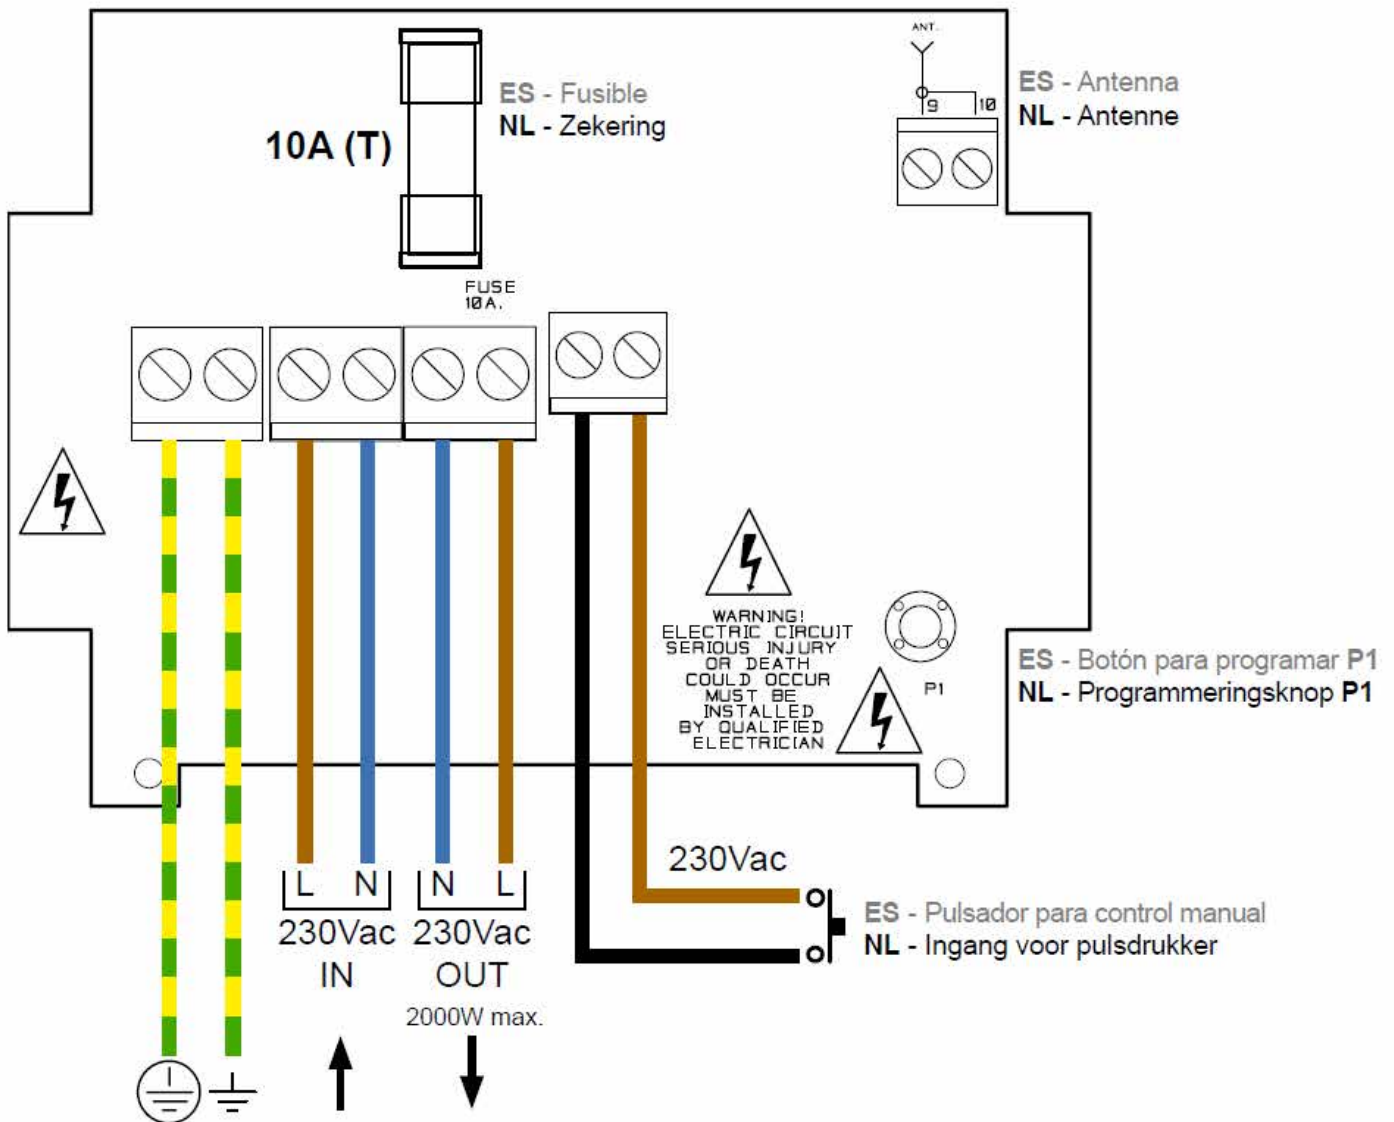 ANT.
9 10
ES - Antenna
NL - Antenne
ES - Fusible
NL - Zekering
10A (T)
FUSE
10A.
WARNING!
ELECTRIC CIRCUIT
SERIOUS INJURY
OR DEATH
COULD OCCUR
MUST BE
INSTALLED
BY QUALIFIED
ELECTRICIAN
P1
ES - Botón para programar P1
NL - Programmeringsknop P1
L N N L
230Vac 230Vac
IN OUT
2000W max.
230Vac
ES - Pulsador para control manual
NL - Ingang voor pulsdrukker